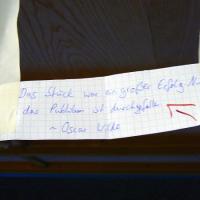 Das Stück war ein großer Erfolg. Nur
das Publikum ist durchgefallen.
~ Oscar Wilde